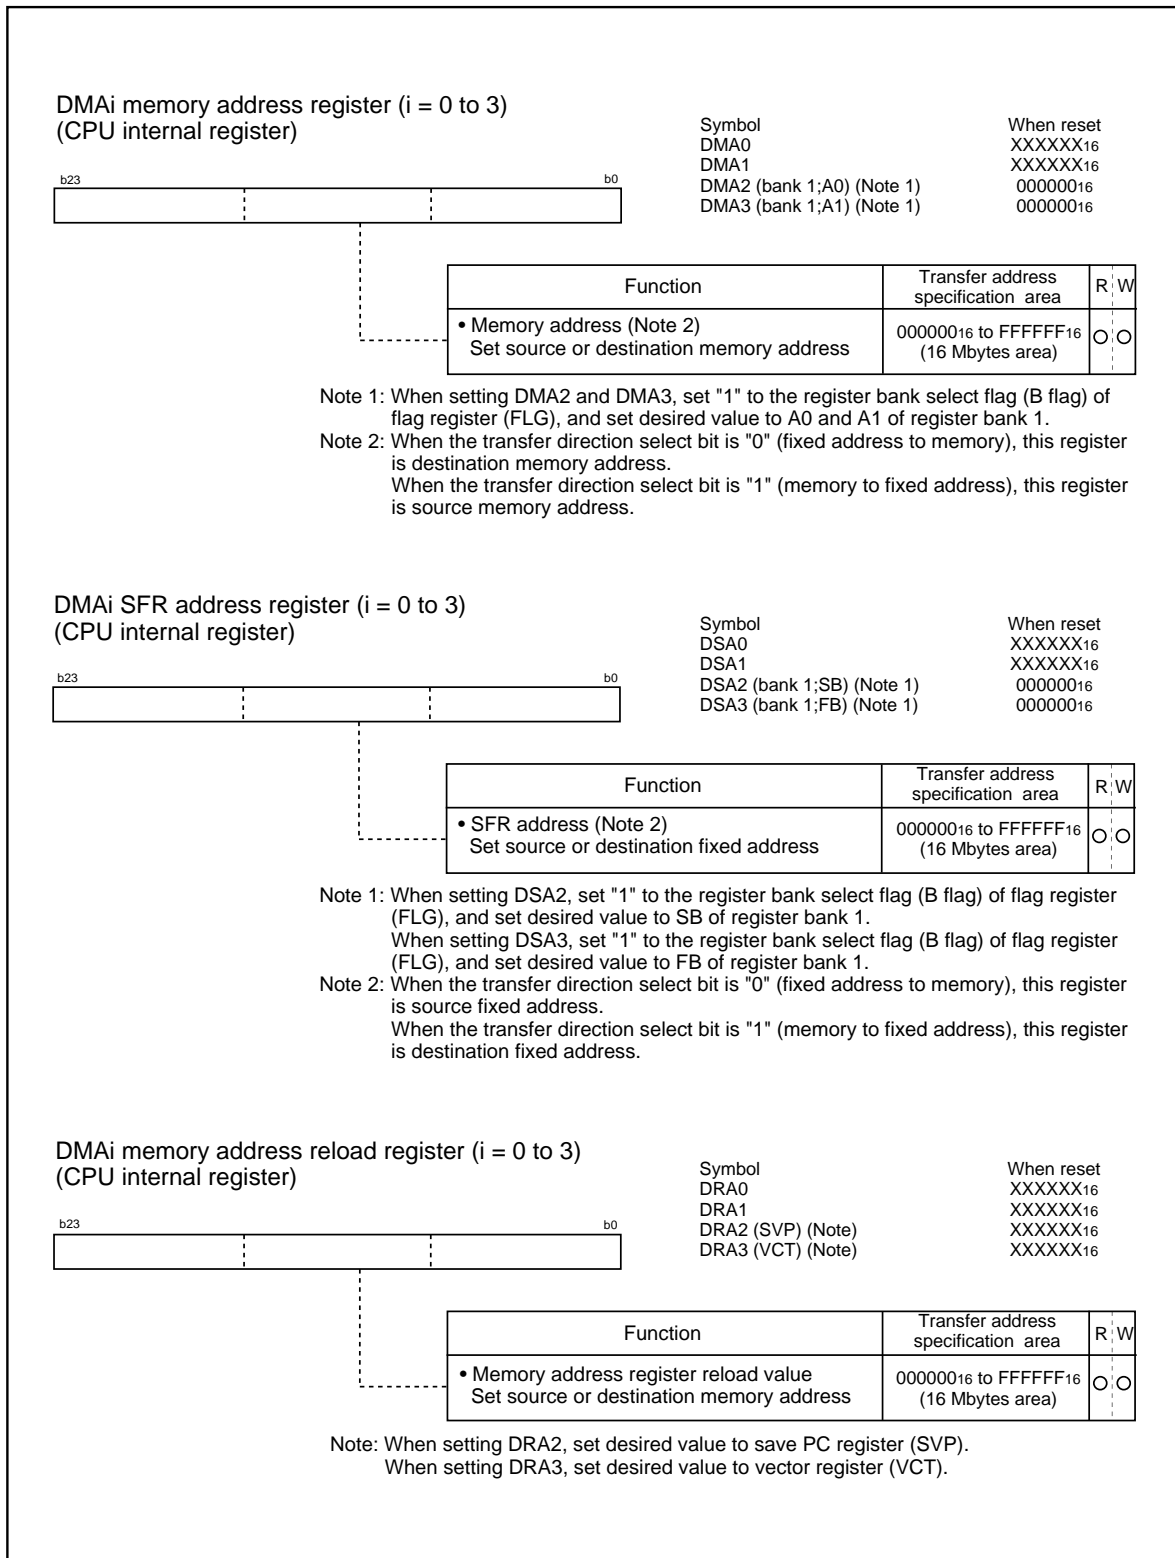 DMAi memory address register (i = 0 to 3)
(CPU internal register)
Symbol When reset
DMA0 XXXXXX16
DMA1 XXXXXX16
DMA2 (bank 1;A0) (Note 1) 00000016
DMA3 (bank 1;A1) (Note 1) 00000016
b23 b0
Function Transfer address specification area R W
• Memory address (Note 2)
Set source or destination memory address
00000016 to FFFFFF16
(16 Mbytes area)
Note 1: When setting DMA2 and DMA3, set "1" to the register bank select flag (B flag) of
flag register (FLG), and set desired value to A0 and A1 of register bank 1.
Note 2: When the transfer direction select bit is "0" (fixed address to memory), this register
is destination memory address.
When the transfer direction select bit is "1" (memory to fixed address), this register
is source memory address.
DMAi SFR address register (i = 0 to 3)
(CPU internal register)
Symbol When reset
DSA0 XXXXXX16
DSA1 XXXXXX16
DSA2 (bank 1;SB) (Note 1) 00000016
DSA3 (bank 1;FB) (Note 1) 00000016
b23 b0
Function Transfer address specification area R W
• SFR address (Note 2)
Set source or destination fixed address
00000016 to FFFFFF16
(16 Mbytes area)
Note 1: When setting DSA2, set "1" to the register bank select flag (B flag) of flag register
(FLG), and set desired value to SB of register bank 1.
When setting DSA3, set "1" to the register bank select flag (B flag) of flag register
(FLG), and set desired value to FB of register bank 1.
Note 2: When the transfer direction select bit is "0" (fixed address to memory), this register
is source fixed address.
When the transfer direction select bit is "1" (memory to fixed address), this register
is destination fixed address.
DMAi memory address reload register (i = 0 to 3)
(CPU internal register)
Symbol When reset
DRA0 XXXXXX16
DRA1 XXXXXX16
DRA2 (SVP) (Note) XXXXXX16
DRA3 (VCT) (Note) XXXXXX16
b23 b0
Function Transfer address specification area R W
• Memory address register reload value
Set source or destination memory address
00000016 to FFFFFF16
(16 Mbytes area)
Note: When setting DRA2, set desired value to save PC register (SVP).
When setting DRA3, set desired value to vector register (VCT).